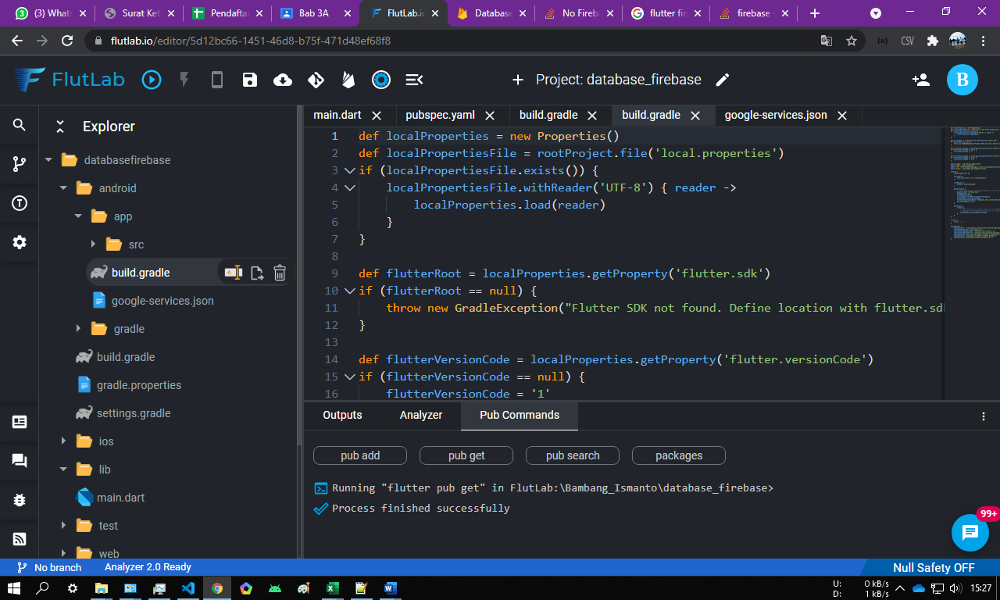 (3) Whats
Surat Ket
Pendafta
Bab 3A
FlutLab.i
Database
No Fireba
flutter fir
firebase -
flutlab.io/editor/5d12bc66-1451-46d8-b75f-471d48ef68f8
CSV
FlutLab
Project: database_firebase
B
Explorer
main.dart
pubspec.yaml
build.gradle
build.gradle
google-services.json
databasefirebase
android
app
src
build.gradle
google-services.json
gradle
build.gradle
gradle.properties
settings.gradle
ios
lib
main.dart
test
web
1 def localProperties = new Properties()
2 def localPropertiesFile = rootProject.file('local.properties')
3 if (localPropertiesFile.exists()) {
4 localPropertiesFile.withReader('UTF-8') { reader ->
5 localProperties.load(reader)
6 }
7 }
8
9 def flutterRoot = localProperties.getProperty('flutter.sdk')
10 if (flutterRoot == null) {
11 throw new GradleException("Flutter SDK not found. Define location with flutter.sd
12 }
13
14 def flutterVersionCode = localProperties.getProperty('flutter.versionCode')
15 if (flutterVersionCode == null) {
16 flutterVersionCode = '1'
Outputs
Analyzer
Pub Commands
pub add
pub get
pub search
packages
Running "flutter pub get" in FlutLab:\Bambang_Ismanto\database_firebase>
Process finished successfully
99+
No branch
Analyzer 2.0 Ready
Null Safety OFF
U: 0 kB/s
D: 1 kB/s
15:27